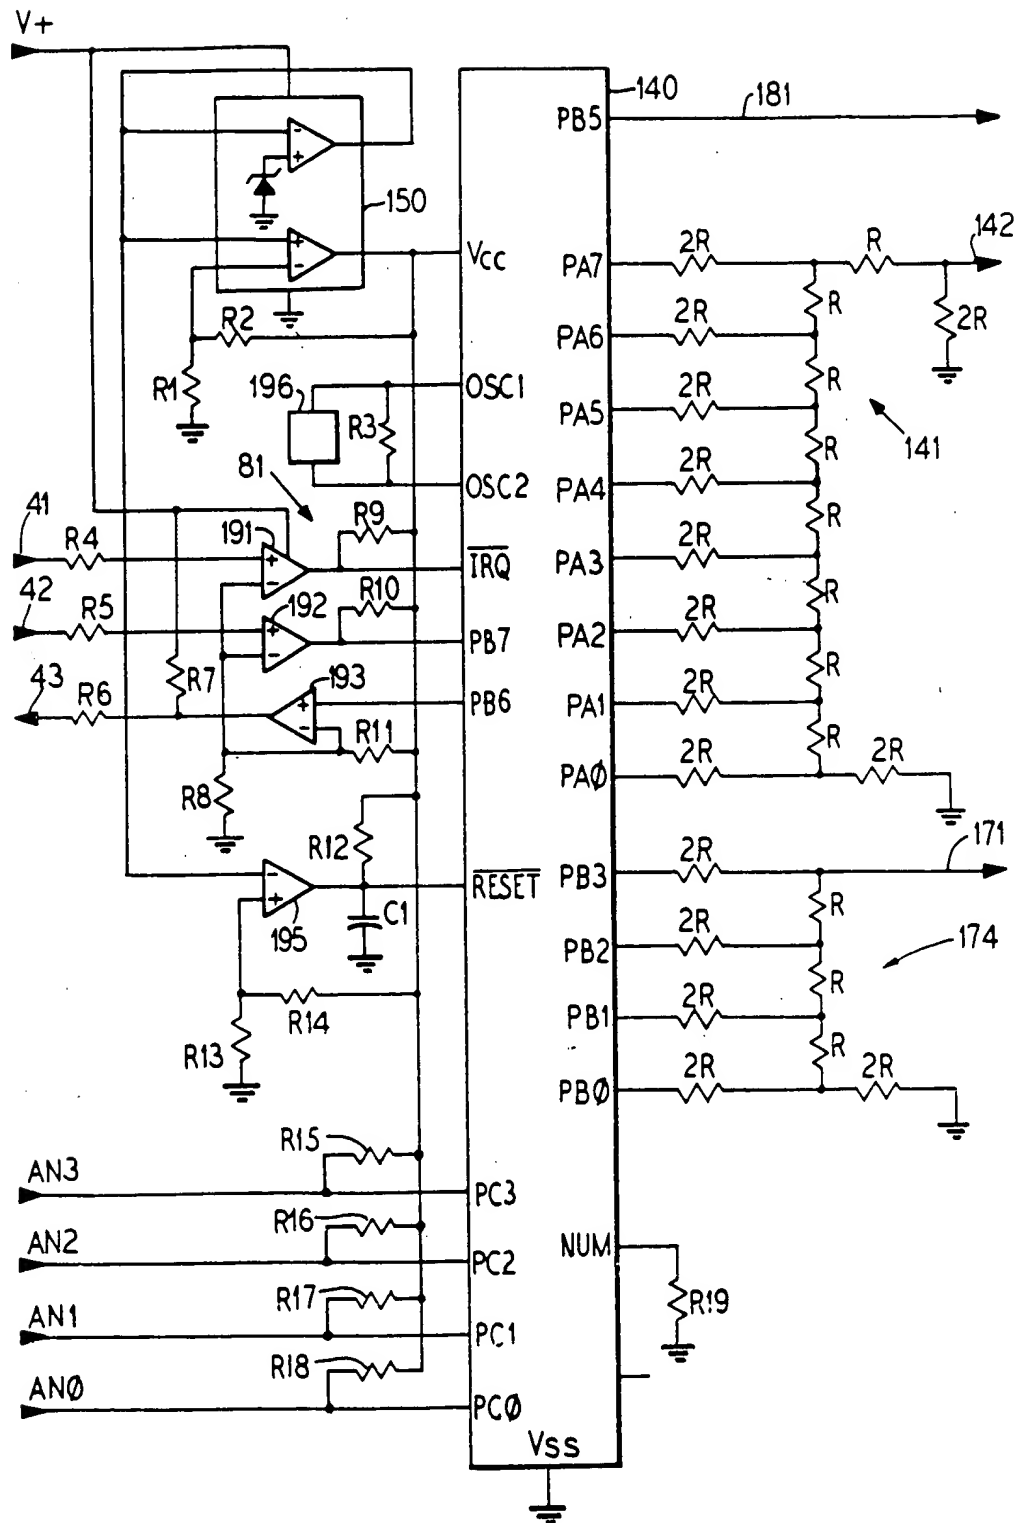 V+
140
PB5
181
150
VCC
PA7
2R
R
142
R2
R
PA6
2R
2R
R1
196
OSC1
R3
R
PA5
2R
141
81
OSC2
R
PA4
2R
41
R4
191
R9
IRQ
R
PA3
2R
42
R5
192
R10
PB7
R
PA2
2R
43
R6
R7
193
PB6
R
PA1
2R
R11
R
R8
PA0
2R
2R
R12
171
RESET
PB3
2R
195
C1
R
PB2
2R
174
R14
R
PB1
2R
R13
R
PB0
2R
2R
R15
AN3
PC3
R16
AN2
PC2
NUM
R17
R19
AN1
PC1
R18
AN0
PC0
VSS